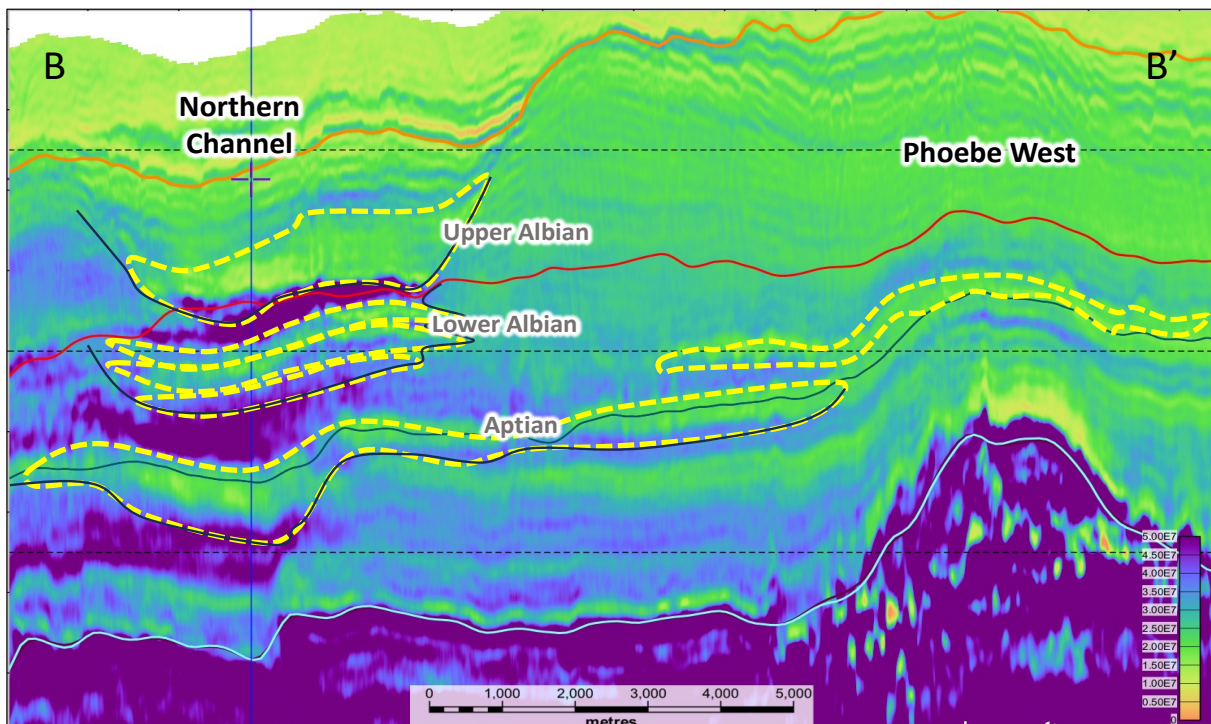 B
B’
Northern
Channel
Phoebe West
Upper Albian
Lower Albian
Aptian
5.00E7
4.50E7
4.00E7
3.50E7
3.00E7
2.50E7
2.00E7
1.50E7
1.00E7
0.50E7
0
0 1,000 2,000 3,000 4,000 5,000
metres